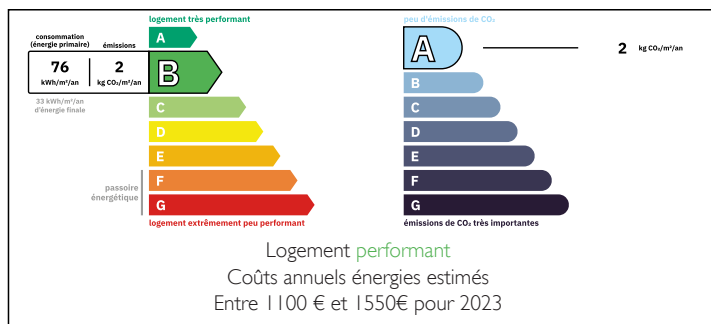 logement très performant
consommation
(énergie primaire)
émissions
76
kWh/m²/an
2
kg CO₂/m²/an
33 kWh/m²/an
d'énergie finale
passoire
énergétique
A
B
C
D
E
F
G
logement extrêmement peu performant
peu d'émissions de CO₂
A
2 kg CO₂/m²/an
B
C
D
E
F
G
émissions de CO₂ très importantes
Logement performant
Coûts annuels énergies estimés
Entre 1100 € et 1550€ pour 2023